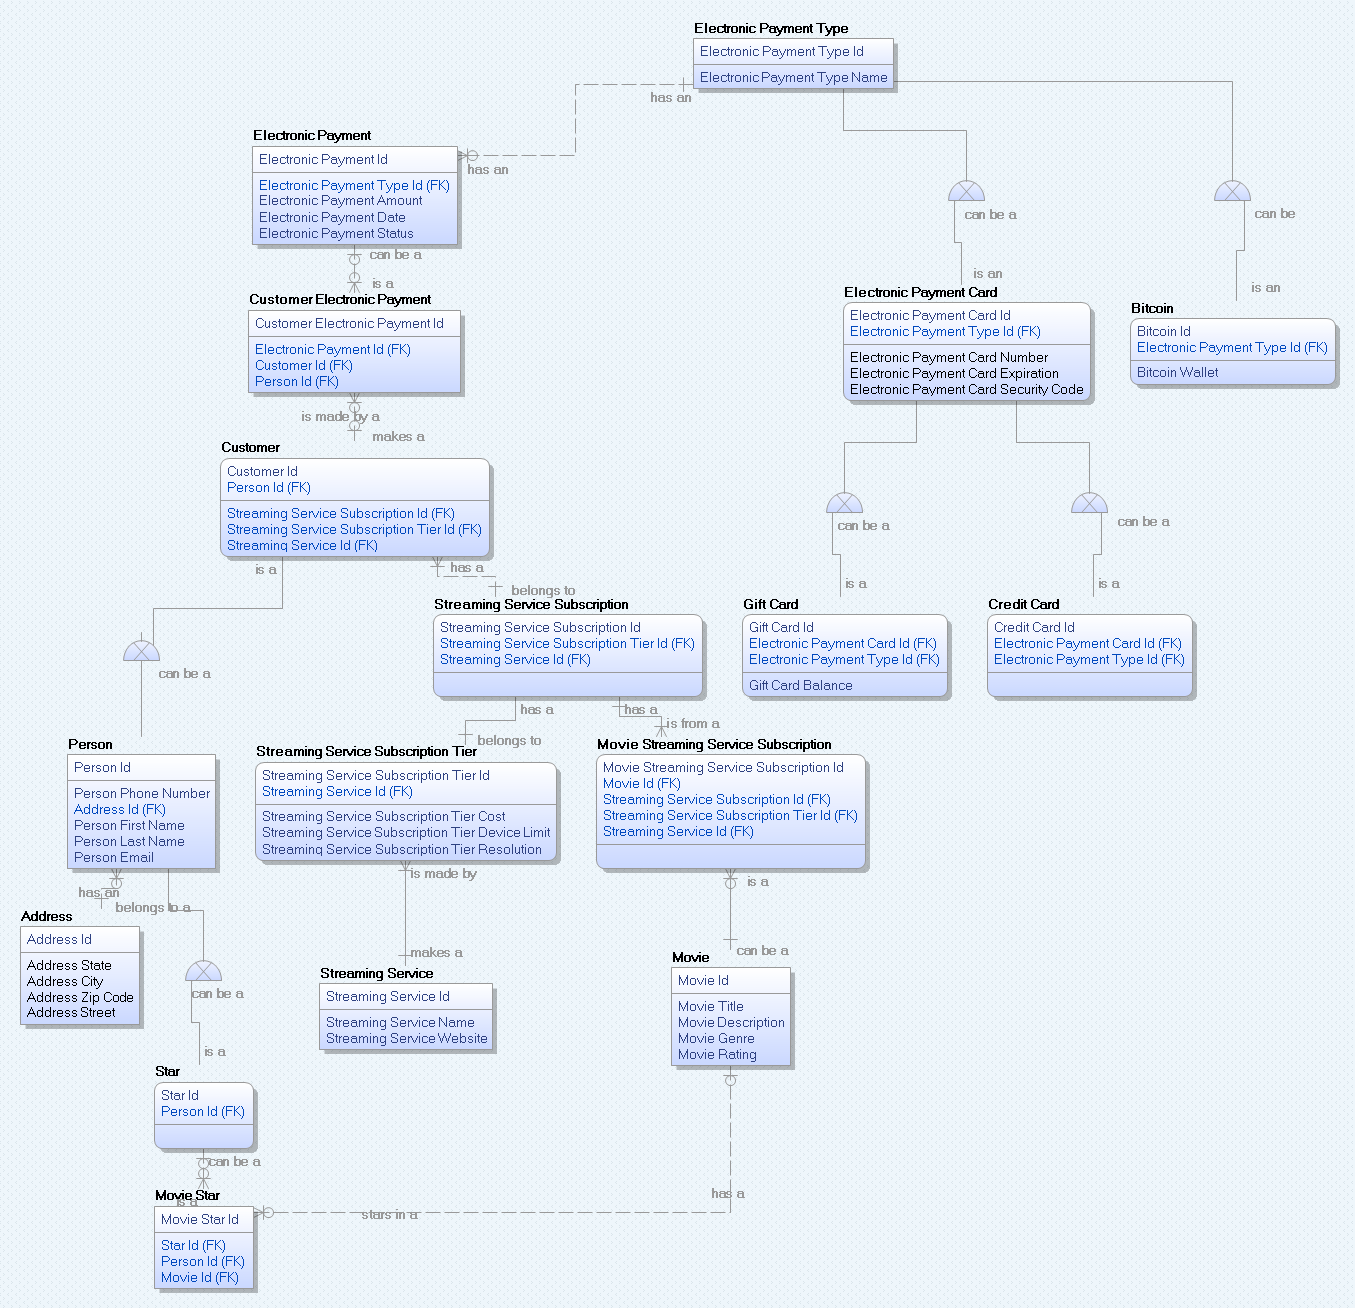 Electronic Payment Type
Electronic Payment Type Id
Electronic Payment Type Name
has an
has an
Electronic Payment
Electronic Payment Id
Electronic Payment Type Id (FK)
Electronic Payment Amount
Electronic Payment Date
Electronic Payment Status
can be a
is a
can be a
is an
can be
is an
Customer Electronic Payment
Customer Electronic Payment Id
Electronic Payment Id (FK)
Customer Id (FK)
Person Id (FK)
is made by a
makes a
Electronic Payment Card
Electronic Payment Card Id
Electronic Payment Type Id (FK)
Electronic Payment Card Number
Electronic Payment Card Expiration
Electronic Payment Card Security Code
Bitcoin
Bitcoin Id
Electronic Payment Type Id (FK)
Bitcoin Wallet
Customer
Customer Id
Person Id (FK)
Streaming Service Subscription Id (FK)
Streaming Service Subscription Tier Id (FK)
Streaming Service Id (FK)
is a
can be a
has a
belongs to
can be a
is a
can be a
is a
Streaming Service Subscription
Streaming Service Subscription Id
Streaming Service Subscription Tier Id (FK)
Streaming Service Id (FK)
Gift Card
Gift Card Id
Electronic Payment Card Id (FK)
Electronic Payment Type Id (FK)
Gift Card Balance
Credit Card
Credit Card Id
Electronic Payment Card Id (FK)
Electronic Payment Type Id (FK)
has a
belongs to
has a
is from a
Person
Person Id
Person Phone Number
Address Id (FK)
Person First Name
Person Last Name
Person Email
has an
belongs to a
Streaming Service Subscription Tier
Streaming Service Subscription Tier Id
Streaming Service Id (FK)
Streaming Service Subscription Tier Cost
Streaming Service Subscription Tier Device Limit
Streaming Service Subscription Tier Resolution
is made by
makes a
Movie Streaming Service Subscription
Movie Streaming Service Subscription Id
Movie Id (FK)
Streaming Service Subscription Id (FK)
Streaming Service Subscription Tier Id (FK)
Streaming Service Id (FK)
is a
can be a
Address
Address Id
Address State
Address City
Address Zip Code
Address Street
can be a
is a
Streaming Service
Streaming Service Id
Streaming Service Name
Streaming Service Website
Movie
Movie Id
Movie Title
Movie Description
Movie Genre
Movie Rating
Star
Star Id
Person Id (FK)
can be a
is a
has a
stars in a
Movie Star
Movie Star Id
Star Id (FK)
Person Id (FK)
Movie Id (FK)